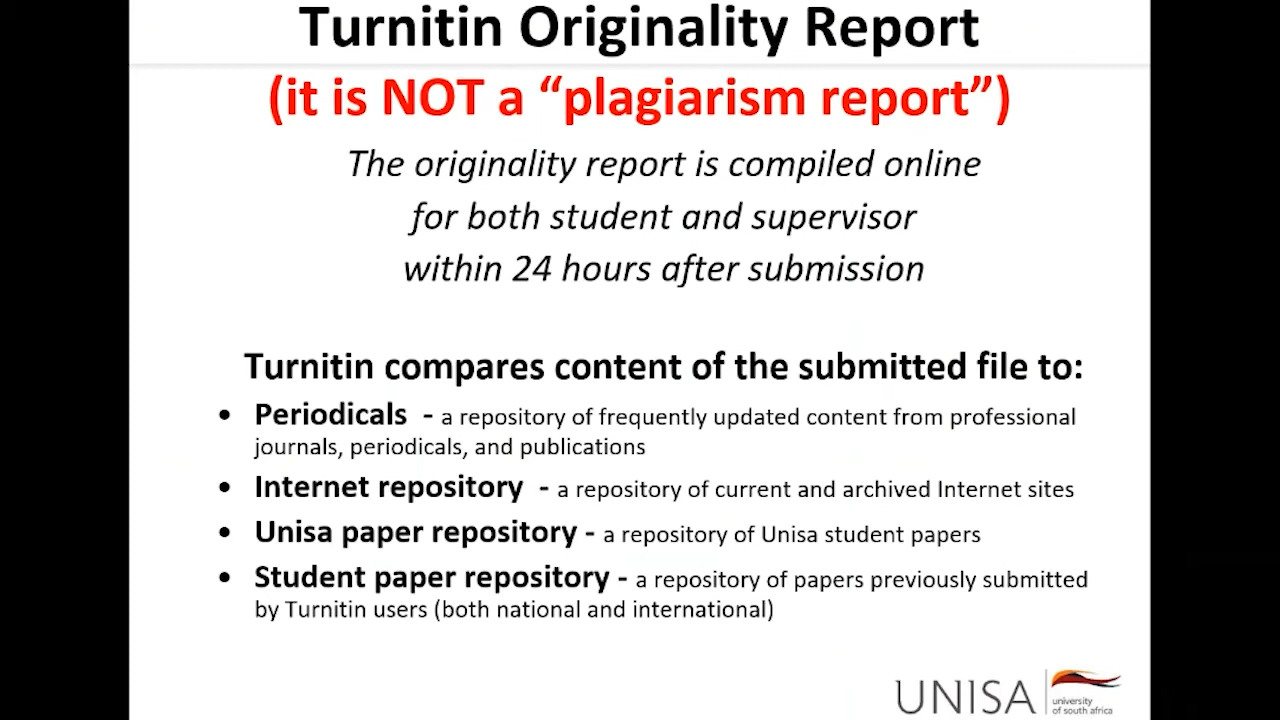 Turnitin Originality Report
(it is NOT a “plagiarism report”)
The originality report is compiled online
for both student and supervisor
within 24 hours after submission
Turnitin compares content of the submitted file to:
• Periodicals - a repository of frequently updated content from professional
journals, periodicals, and publications
• Internet repository - a repository of current and archived Internet sites
• Unisa paper repository - a repository of Unisa student papers
• Student paper repository - a repository of papers previously submitted
by Turnitin users (both national and international)
UNISA
university
of south africa